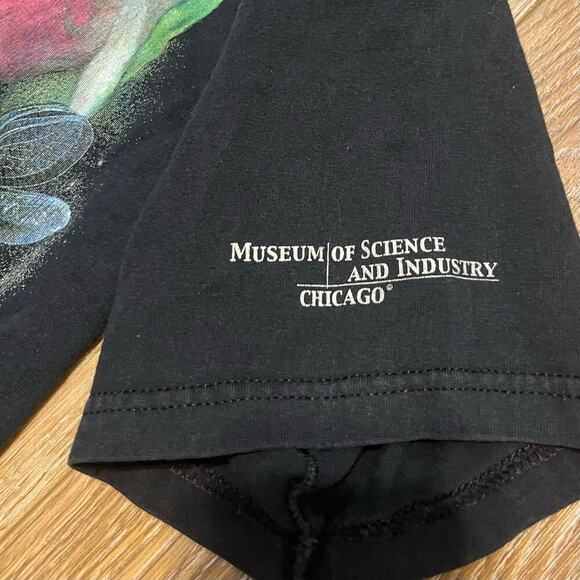 MUSEUM OF SCIENCE
AND INDUSTRY
CHICAGO®